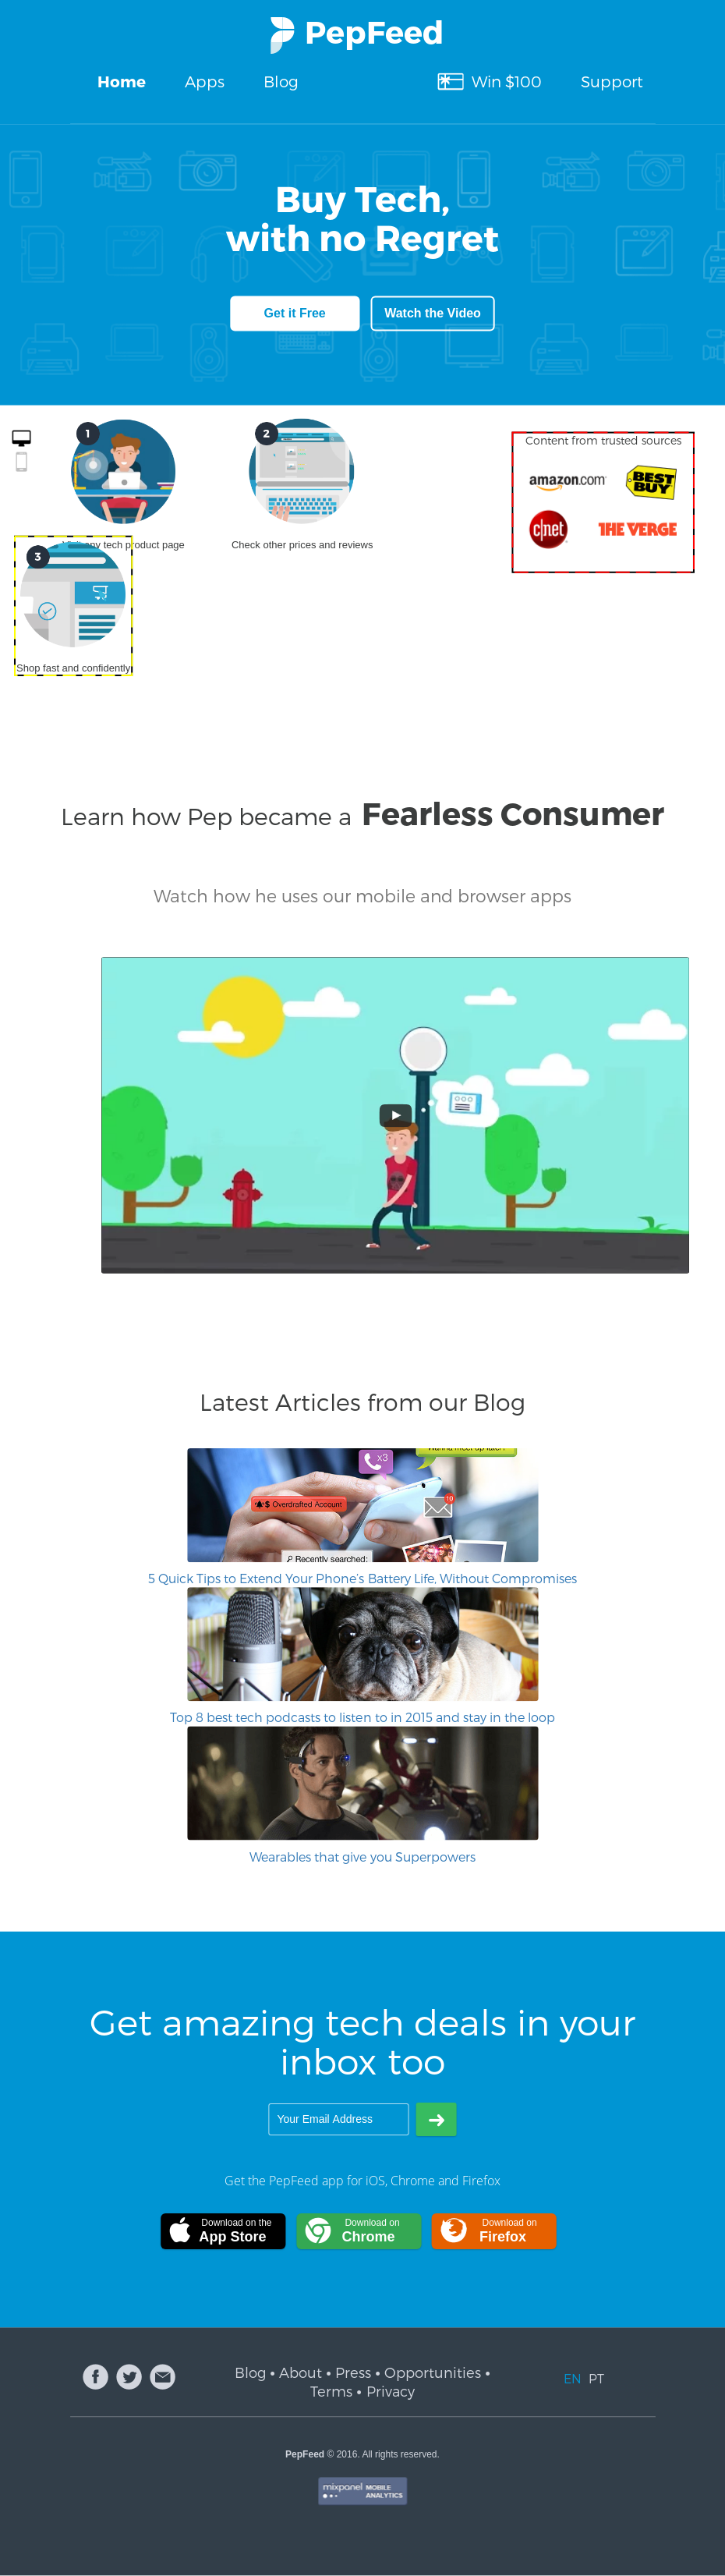 PepFeed
Home Apps Blog Win $100 Support
Buy Tech,
with no Regret
Get it Free Watch the Video
1
2
Content from trusted sources
amazon.com BEST BUY
c|net THE VERGE
any tech product page
Check other prices and reviews
3
Shop fast and confidently
Learn how Pep became a Fearless Consumer
Watch how he uses our mobile and browser apps
Latest Articles from our Blog
x3
$ Overdrafted Account
10
Recently searched:
5 Quick Tips to Extend Your Phone's Battery Life, Without Compromises
Top 8 best tech podcasts to listen to in 2015 and stay in the loop
Wearables that give you Superpowers
Get amazing tech deals in your
inbox too
Your Email Address
Get the PepFeed app for iOS, Chrome and Firefox
Download on the
App Store
Download on
Chrome
Download on
Firefox
Blog • About • Press • Opportunities •
Terms • Privacy
EN PT
PepFeed © 2016. All rights reserved.
mixpanel MOBILE
ANALYTICS